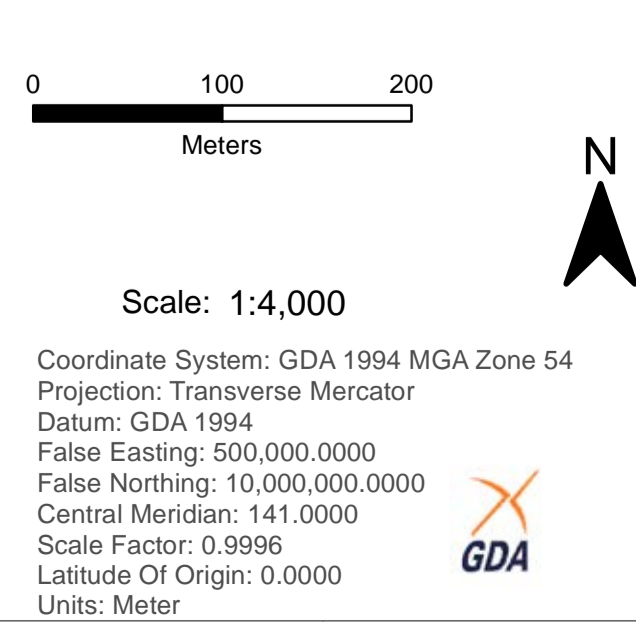 0 100 200
Meters
N
Scale: 1:4,000
Coordinate System: GDA 1994 MGA Zone 54
Projection: Transverse Mercator
Datum: GDA 1994
False Easting: 500,000.0000
False Northing: 10,000,000.0000
Central Meridian: 141.0000
Scale Factor: 0.9996
Latitude Of Origin: 0.0000
Units: Meter
GDA